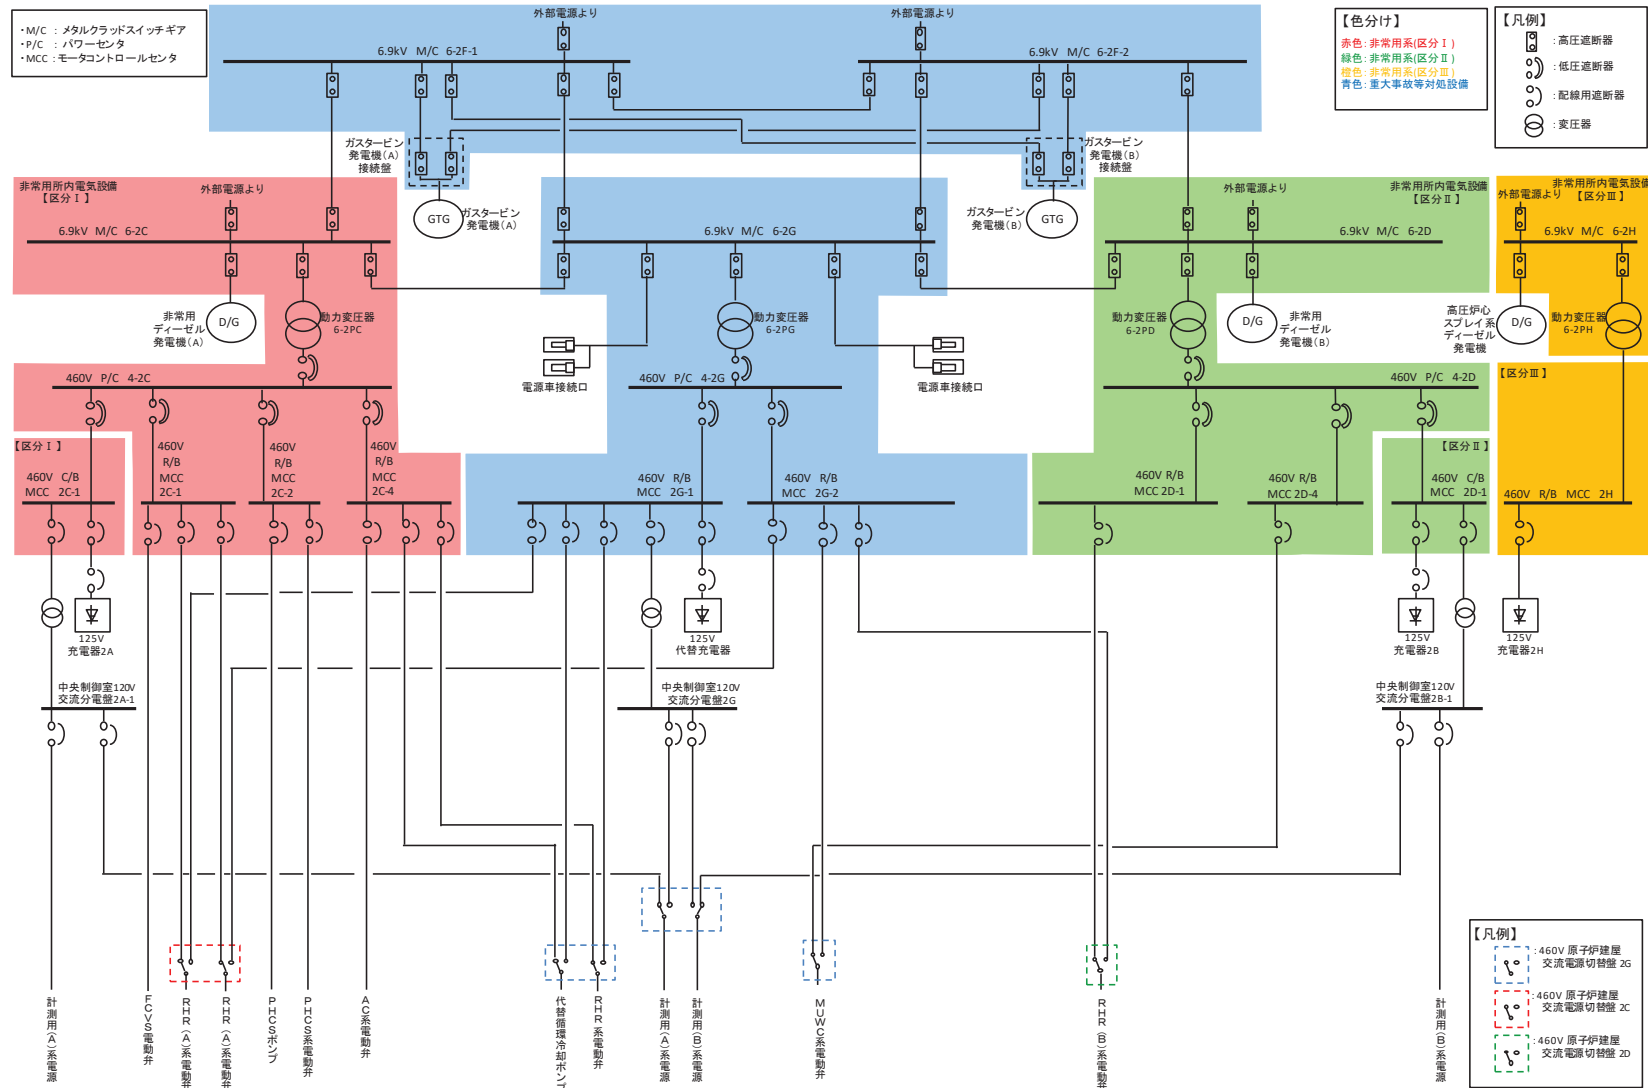 ・M/C ： メタルクラッドスイッチギア
・P/C ： パワーセンタ
・MCC ：モータコントロールセンタ
外部電源より
外部電源より
6.9kV M/C 6-2F-1
6.9kV M/C 6-2F-2
【色分け】
赤色：非常用系(区分Ⅰ)
緑色：非常用系(区分Ⅱ)
橙色：非常用系(区分Ⅲ)
青色：重大事故等対処設備
【凡例】
：高圧遮断器
：低圧遮断器
：配線用遮断器
：変圧器
ガスタービン
発電機(A)
接続盤
ガスタービン
発電機(B)
接続盤
GTG
ガスタービン
発電機(A)
ガスタービン
発電機(B)
GTG
非常用所内電気設備
【区分Ⅰ】
外部電源より
6.9kV M/C 6-2C
6.9kV M/C 6-2G
外部電源より
非常用所内電気設備
【区分Ⅱ】
6.9kV M/C 6-2D
非常用所内電気設備
【区分Ⅲ】
外部電源より
6.9kV M/C 6-2H
非常用
ディーゼル
発電機(A)
D/G
動力変圧器
6-2PC
動力変圧器
6-2PG
動力変圧器
6-2PD
D/G
非常用
ディーゼル
発電機(B)
高圧炉心
スプレイ系
ディーゼル
発電機
D/G
動力変圧器
6-2PH
電源車接続口
電源車接続口
460V P/C 4-2C
460V P/C 4-2G
460V P/C 4-2D
【区分Ⅲ】
【区分Ⅰ】
460V C/B
MCC 2C-1
460V
R/B
MCC
2C-1
460V
R/B
MCC
2C-2
460V
R/B
MCC
2C-4
460V R/B
MCC 2G-1
460V R/B
MCC 2G-2
460V R/B
MCC 2D-1
460V R/B
MCC 2D-4
【区分Ⅱ】
460V C/B
MCC 2D-1
460V R/B MCC 2H
125V
充電器2A
125V
代替充電器
125V
充電器2B
125V
充電器2H
中央制御室120V
交流分電盤2A-1
中央制御室120V
交流分電盤2G
中央制御室120V
交流分電盤2B-1
計測用(A)系電源
FCVS電動弁
RHR(A)系電動弁
RHR(A)系電動弁
PHCSポンプ
PHCS系電動弁
AC系電動弁
代替循環冷却ポンプ
RHR系電動弁
計測用(A)系電源
計測用(B)系電源
MUWC系電動弁
RHR(B)系電動弁
計測用(B)系電源
【凡例】
：460V 原子炉建屋
交流電源切替盤 2G
：460V 原子炉建屋
交流電源切替盤 2C
：460V 原子炉建屋
交流電源切替盤 2D